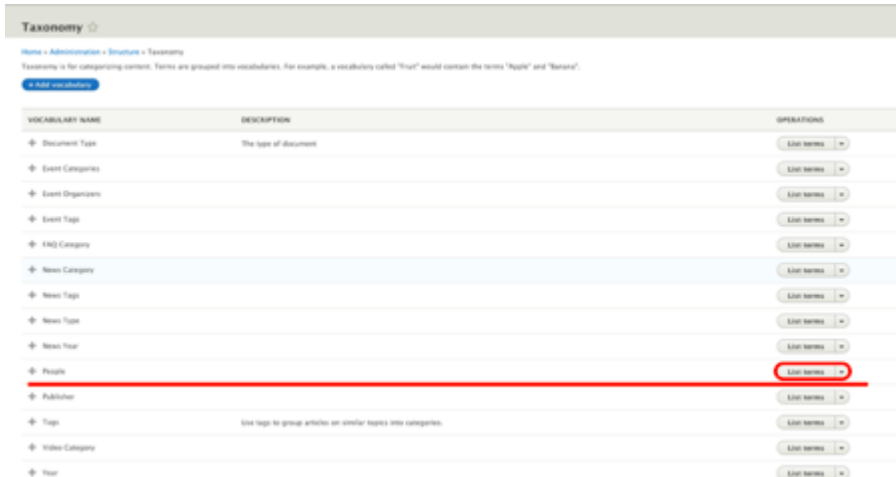 Taxonomy
Home » Administration » Structure » Taxonomy
Taxonomy is for categorizing content. Terms are grouped into vocabularies. For example, a vocabulary called "Fruit" would contain the terms "Apple" and "Banana".
+ Add vocabulary
VOCABULARY NAME DESCRIPTION OPERATIONS
Document Type The type of document List terms
Event Categories List terms
Event Organizers List terms
Event Tags List terms
FAQ Category List terms
News Category List terms
News Tags List terms
News Type List terms
News Year List terms
People List terms
Publisher List terms
Tags Use tags to group articles on similar topics into categories. List terms
Video Category List terms
Year List terms